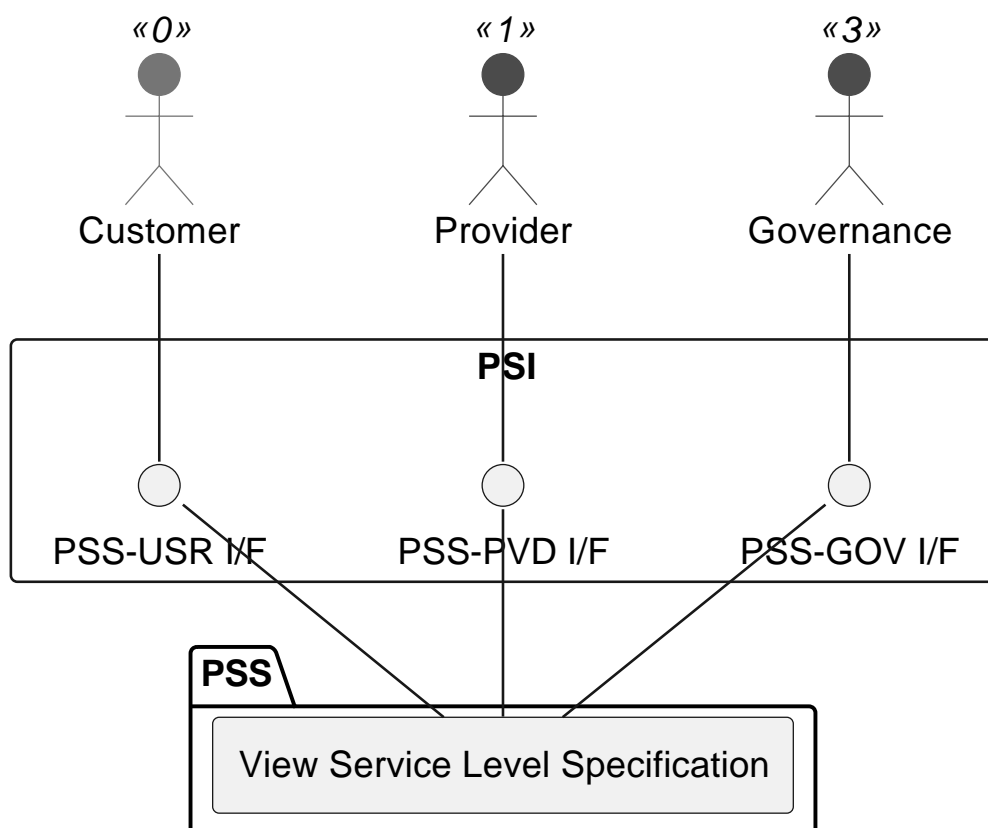 «0» «1» «3»
Customer Provider Governance
PSI
PSS-USR I/F PSS-PVD I/F PSS-GOV I/F
PSS
View Service Level Specification